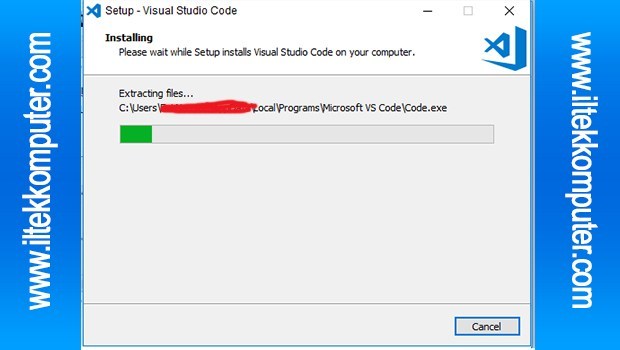 Setup - Visual Studio Code
Installing
Please wait while Setup installs Visual Studio Code on your computer.
Extracting files...
C:\Users\ Local\Programs\Microsoft VS Code\Code.exe
Cancel
www.iltekkomputer.com
www.iltekkomputer.com